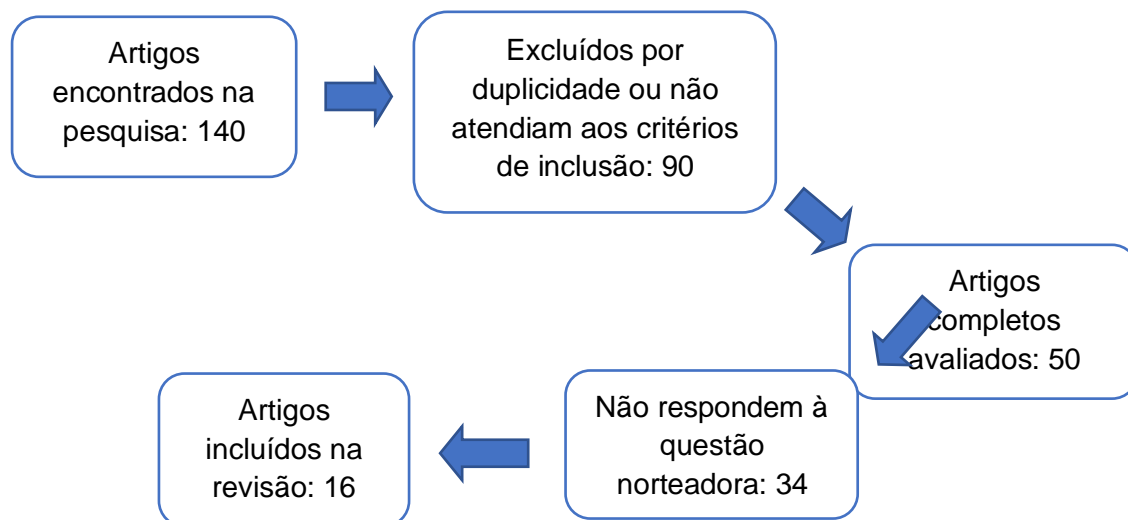 Artigos
encontrados na
pesquisa: 140
Excluídos por
duplicidade ou não
atendiam aos critérios
de inclusão: 90
Artigos
completos
avaliados: 50
Não respondem à
questão
norteadora: 34
Artigos
incluídos na
revisão: 16